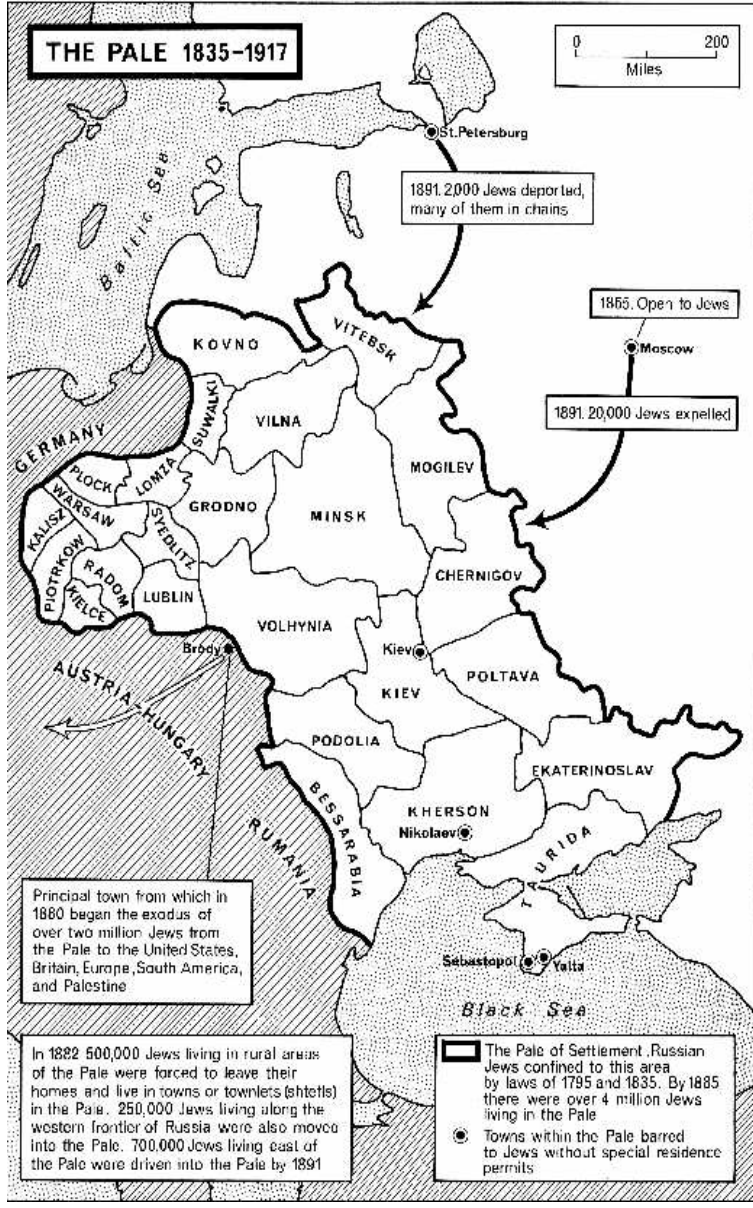 THE PALE 1835-1917
0 200
Miles
St.Petersburg
Baltic Sea
1891. 2,000 Jews deported,
many of them in chains
1865. Open to Jews
Moscow
1891. 20,000 Jews expelled
KOVNO
VITEBSK
SUWALKI
VILNA
GERMANY
MOGILEV
PLOCK
LOMZA
GRODNO
MINSK
WARSAW
KALISZ
SYEDLITZ
CHERNIGOV
PIOTRKOW
RADOM
KIELCE
LUBLIN
VOLHYNIA
Brody
Kiev
POLTAVA
KIEV
AUSTRIA-HUNGARY
PODOLIA
EKATERINOSLAV
BESSARABIA
KHERSON
Nikolaev
RUMANIA
TAURIDA
Sebastopol
Yalta
Black Sea
Principal town from which in
1880 began the exodus of
over two million Jews from
the Pale to the United States,
Britain, Europe, South America,
and Palestine
In 1882 500,000 Jews living in rural areas
of the Pale were forced to leave their
homes and live in towns or townlets (shtetls)
in the Pale. 250,000 Jews living along the
western frontier of Russia were also moved
into the Pale. 700,000 Jews living east of
the Pale were driven into the Pale by 1891
The Pale of Settlement. Russian
Jews confined to this area
by laws of 1795 and 1835. By 1885
there were over 4 million Jews
living in the Pale
Towns within the Pale barred
to Jews without special residence
permits